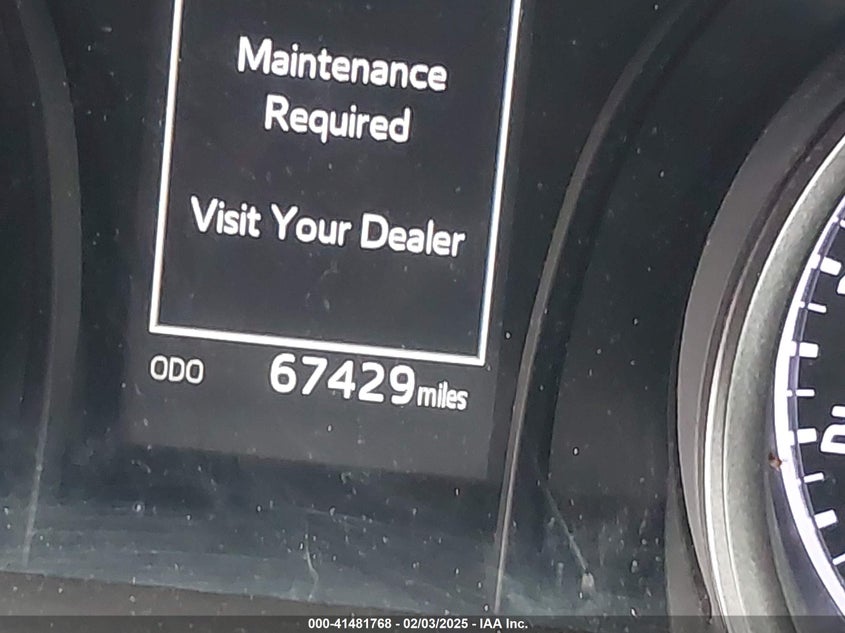 Maintenance
Required
Visit Your Dealer
ODO 67429 miles
000-41481768 - 02/03/2025 - IAA Inc.